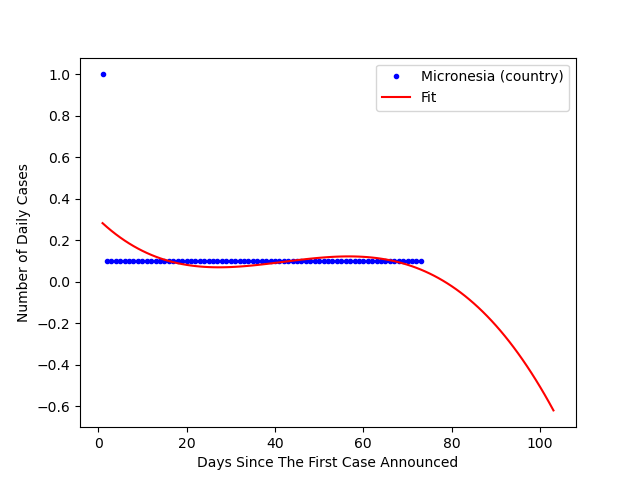 Micronesia (country)
Fit
1.0
0.8
0.6
0.4
0.2
0.0
−0.2
−0.4
−0.6
Number of Daily Cases
0 20 40 60 80 100
Days Since The First Case Announced